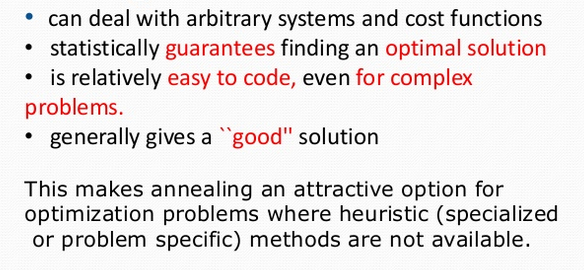 • can deal with arbitrary systems and cost functions
• statistically guarantees finding an optimal solution
• is relatively easy to code, even for complex
problems.
• generally gives a ``good'' solution
This makes annealing an attractive option for
optimization problems where heuristic (specialized
or problem specific) methods are not available.